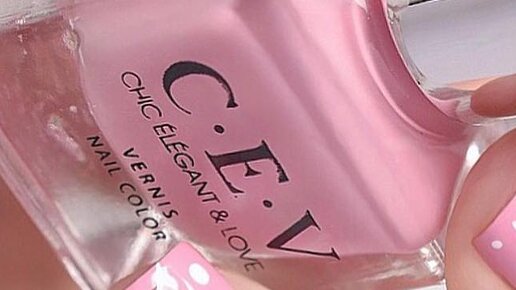 C·E·V
CHIC ÉLÉGANT & LOVE
VERNIS
NAIL COLOR